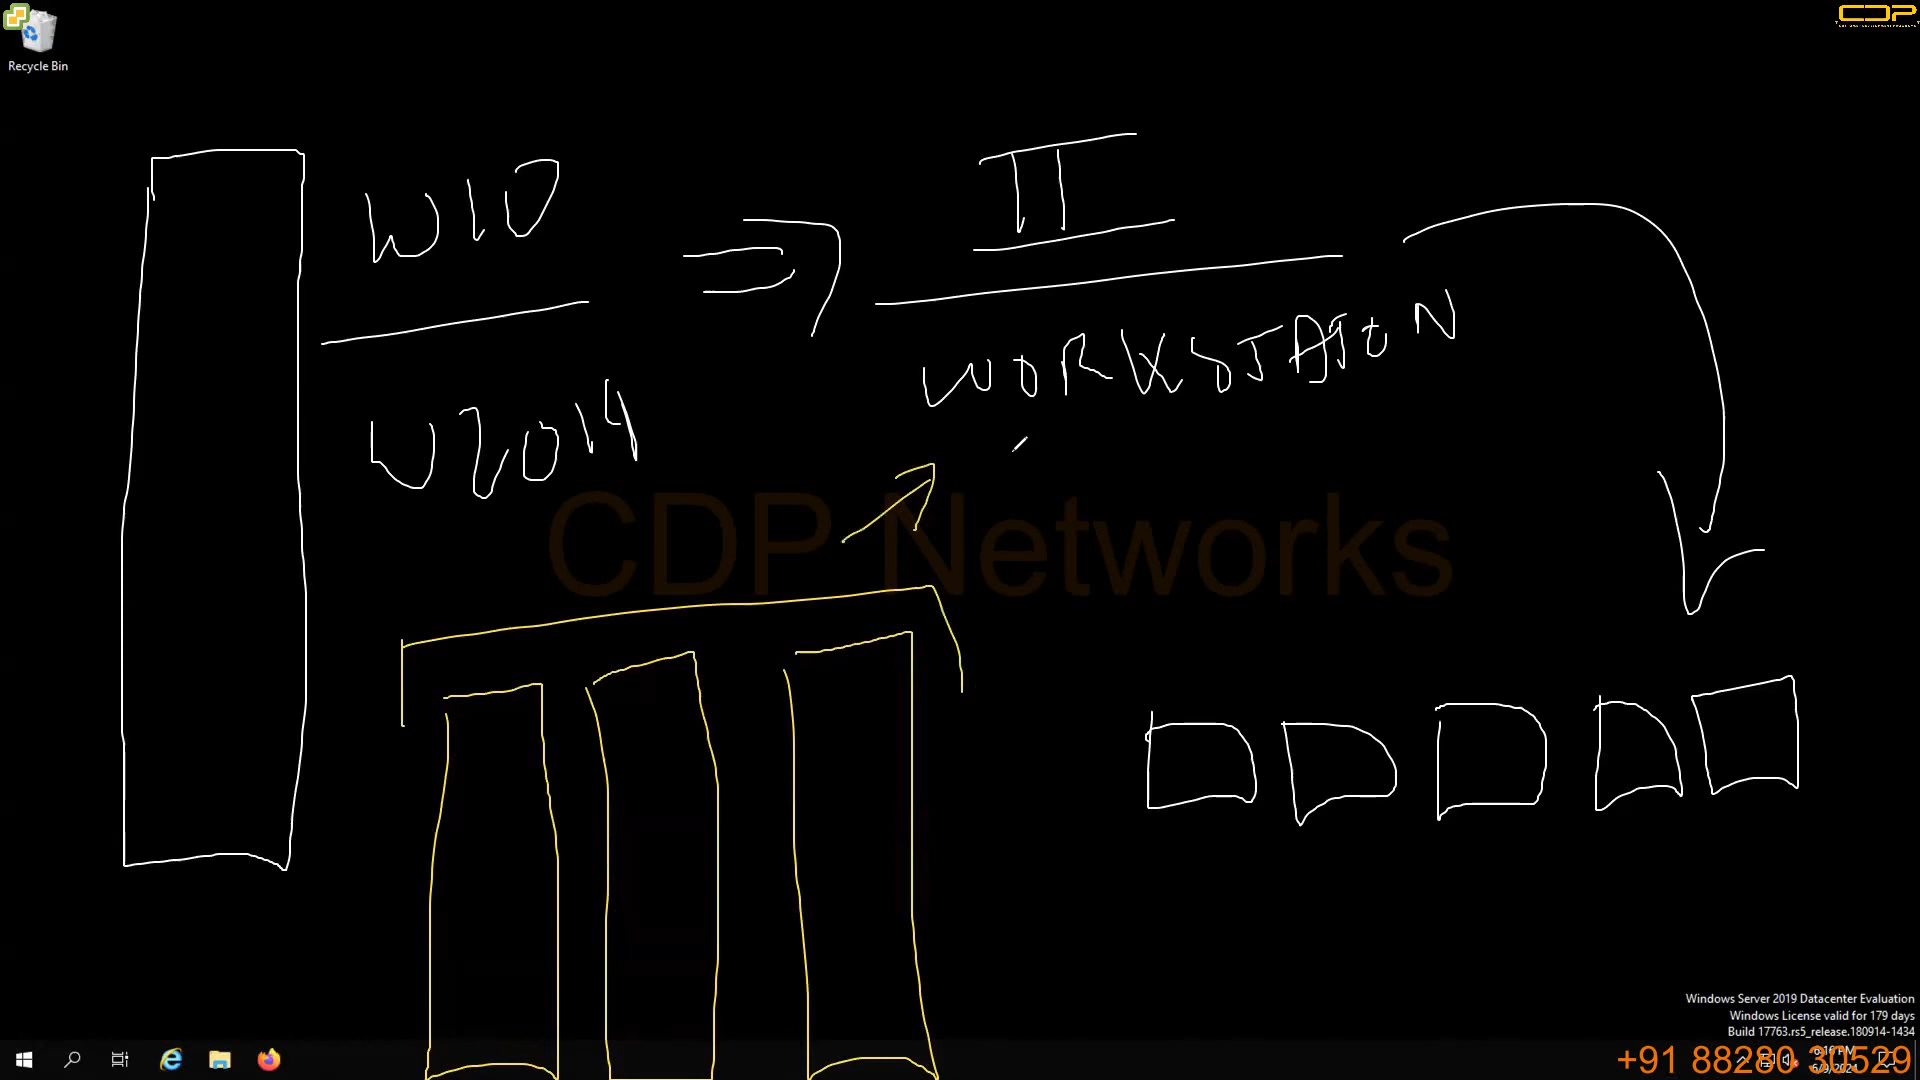 CDP
Recycle Bin
W10
II
WORKSTATION
U2014
CDP Networks
Windows Server 2019 Datacenter Evaluation
Windows License valid for 179 days
Build 17763.rs5_release.180914-1434
+91 88280 30529